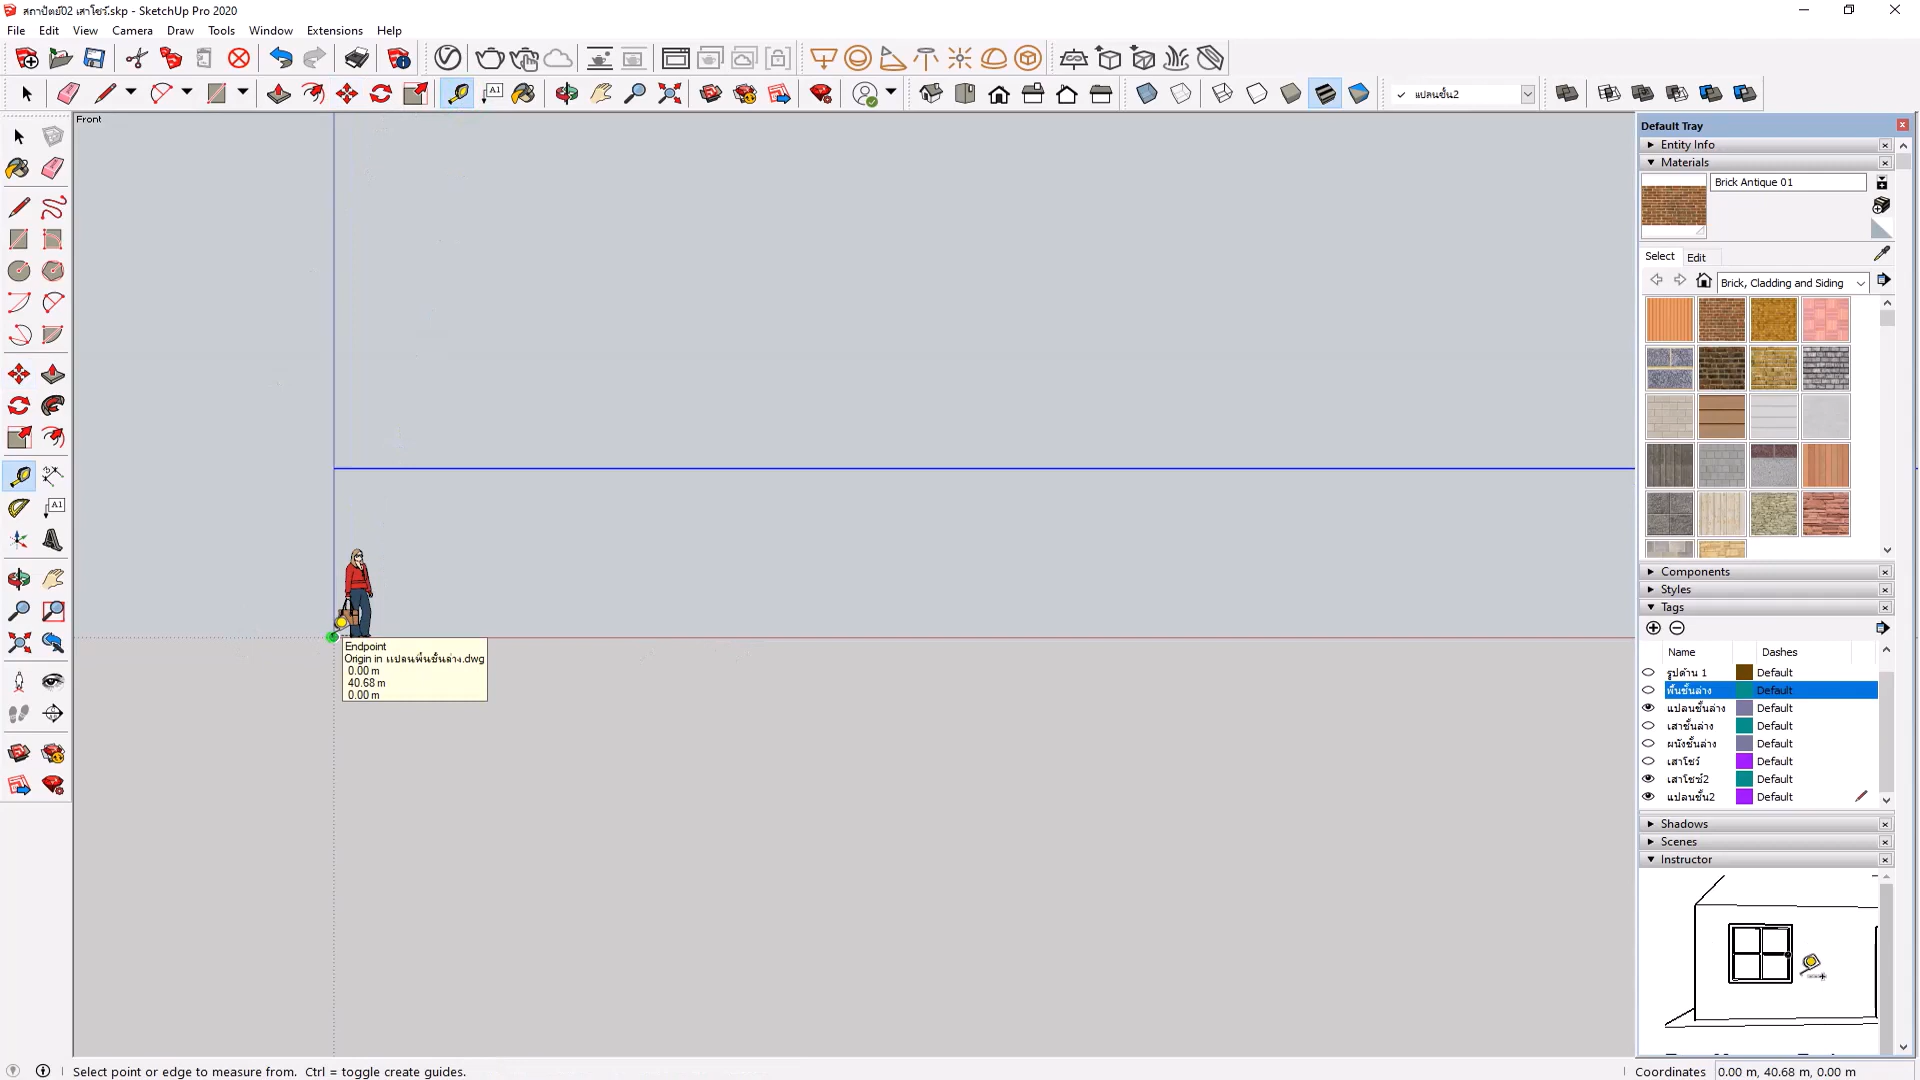 สถาปัตย์02 เสาโชร์.skp - SketchUp Pro 2020
File Edit View Camera Draw Tools Window Extensions Help
A1
แปลนชั้น2
Front
Default Tray
Entity Info
Materials
Brick Antique 01
Select Edit
Brick, Cladding and Siding
A1
Endpoint
Origin in แปลนพื้นชั้นล่าง.dwg
0.00 m
40.68 m
0.00 m
Components
Styles
Tags
Name Dashes
รูปด้าน 1 Default
พื้นชั้นล่าง Default
แปลนชั้นล่าง Default
เสาชั้นล่าง Default
ผนังชั้นล่าง Default
เสาโชร์ Default
เสาโชช์2 Default
แปลนชั้น2 Default
Shadows
Scenes
Instructor
Select point or edge to measure from. Ctrl = toggle create guides.
Coordinates 0.00 m, 40.68 m, 0.00 m